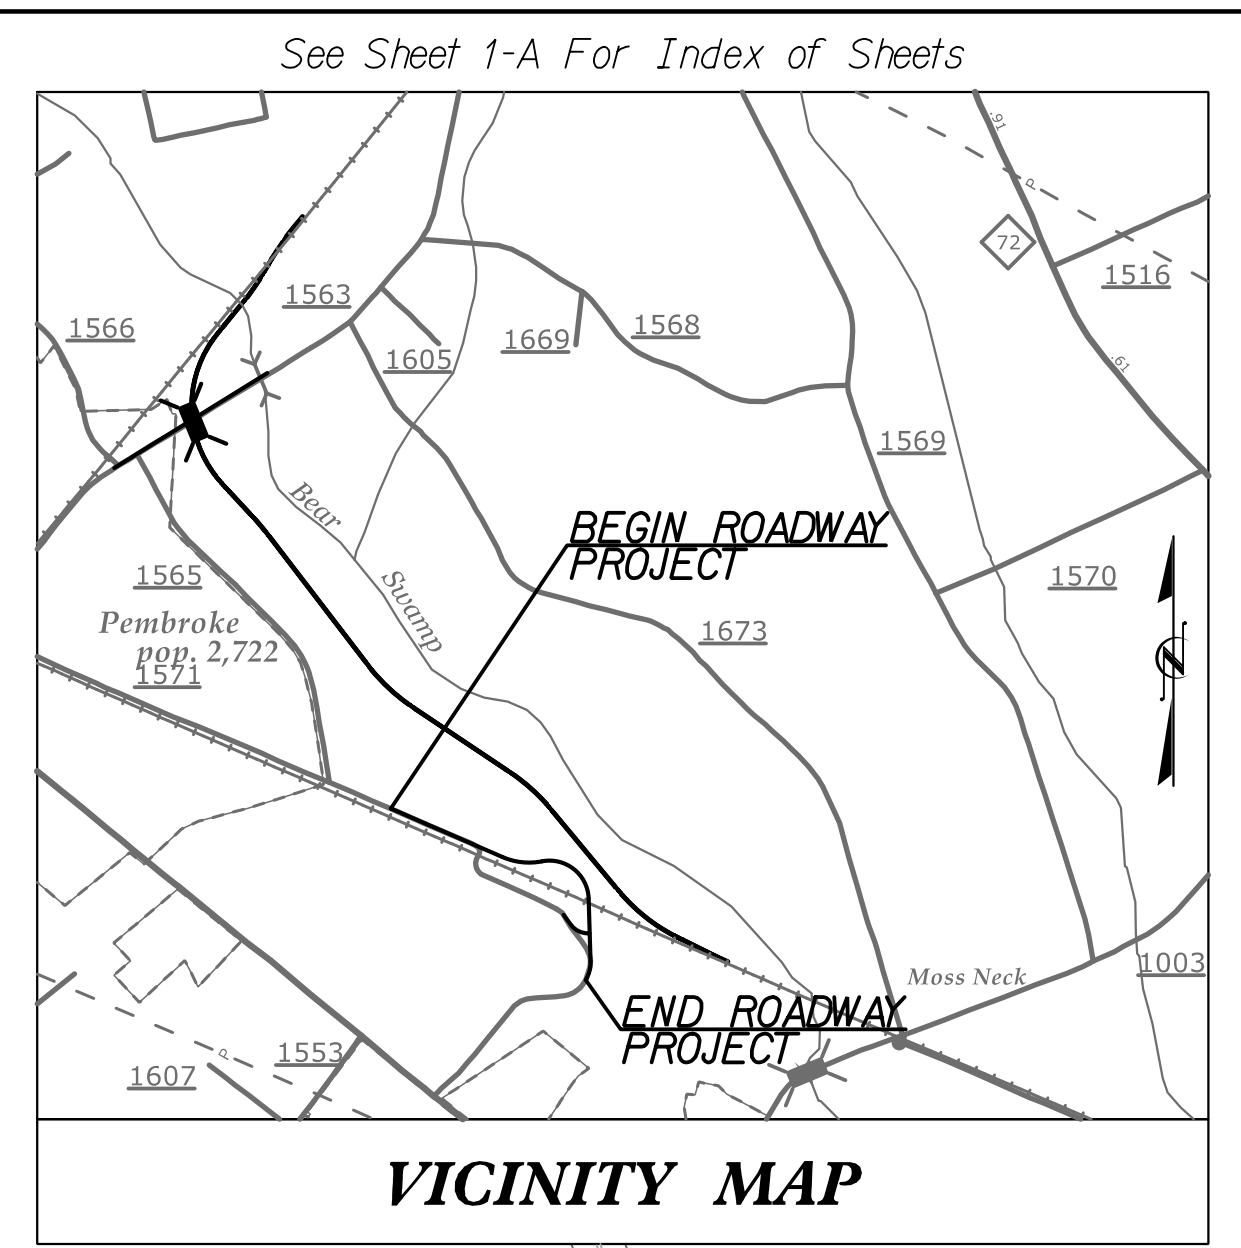 See Sheet 1-A For Index of Sheets
.91
P
72
1516
1563
1566
1669
1568
1605
.61
1569
Bear
BEGIN ROADWAY
PROJECT
1565
Swamp
1570
Pembroke
pop. 2,722
1571
1673
N
Moss Neck
1003
END ROADWAY
PROJECT
P
1553
1607
VICINITY MAP